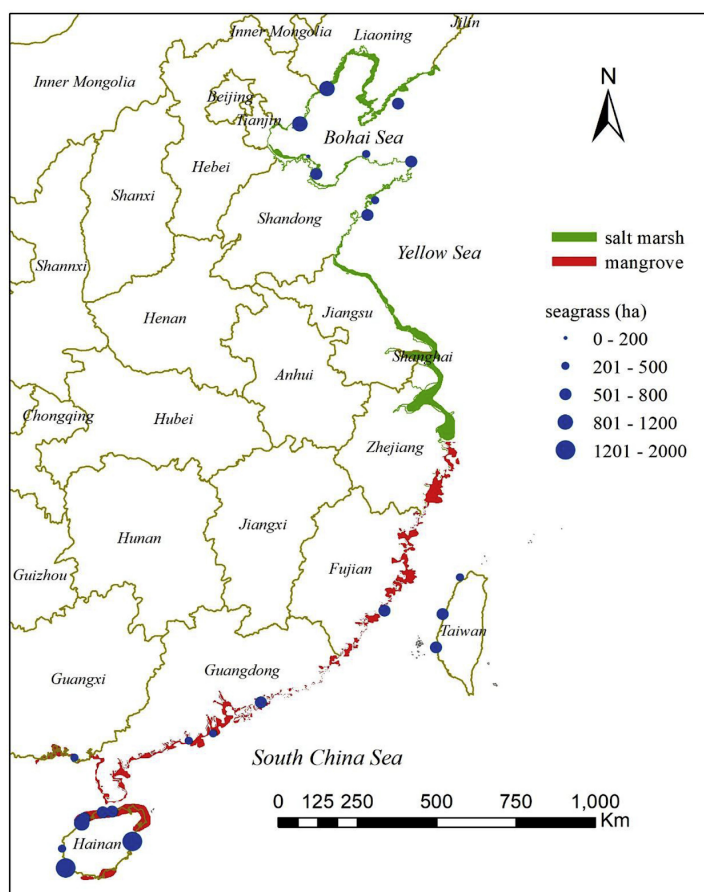 Jilin
Inner Mongolia
Liaoning
Inner Mongolia
Beijing
Tianjin
Bohai Sea
Hebei
Shanxi
Shandong
Shannxi
Yellow Sea
Henan
Jiangsu
Shanghai
Anhui
Chongqing
Hubei
Zhejiang
Hunan
Jiangxi
Guizhou
Fujian
Taiwan
Guangxi
Guangdong
South China Sea
Hainan
N
salt marsh
mangrove
seagrass (ha)
0 - 200
201 - 500
501 - 800
801 - 1200
1201 - 2000
0 125 250 500 750 1,000
Km